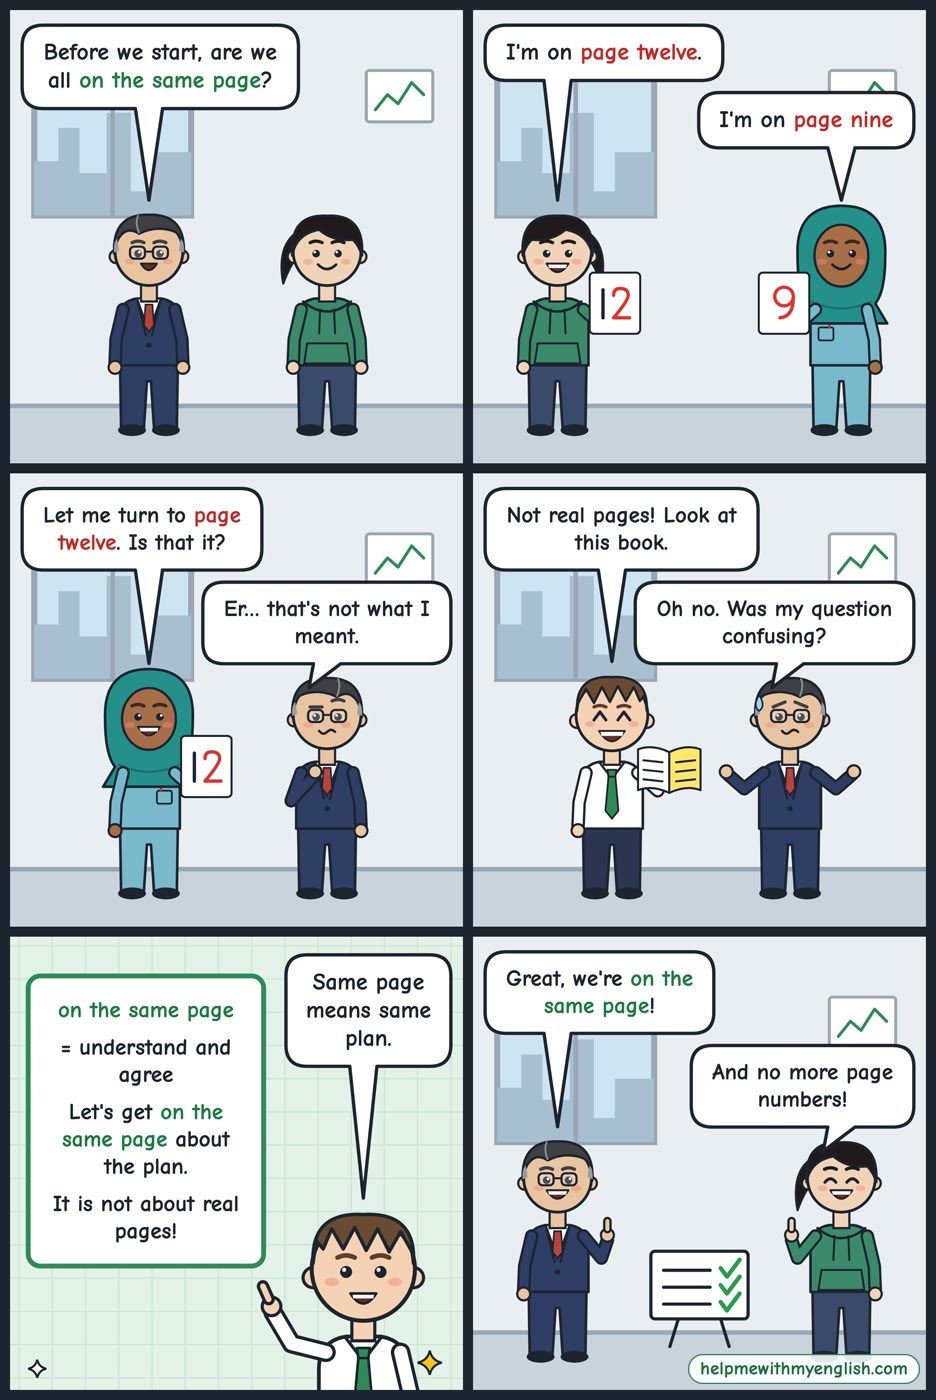 Before we start, are we
all on the same page?
I'm on page twelve.
I'm on page nine
12
9
Let me turn to page
twelve. Is that it?
Er... that's not what I
meant.
12
Not real pages! Look at
this book.
Oh no. Was my question
confusing?
on the same page
= understand and
agree
Let's get on the
same page about
the plan.
It is not about real
pages!
Same page
means same
plan.
Great, we're on the
same page!
And no more page
numbers!
helpmewithmyenglish.com